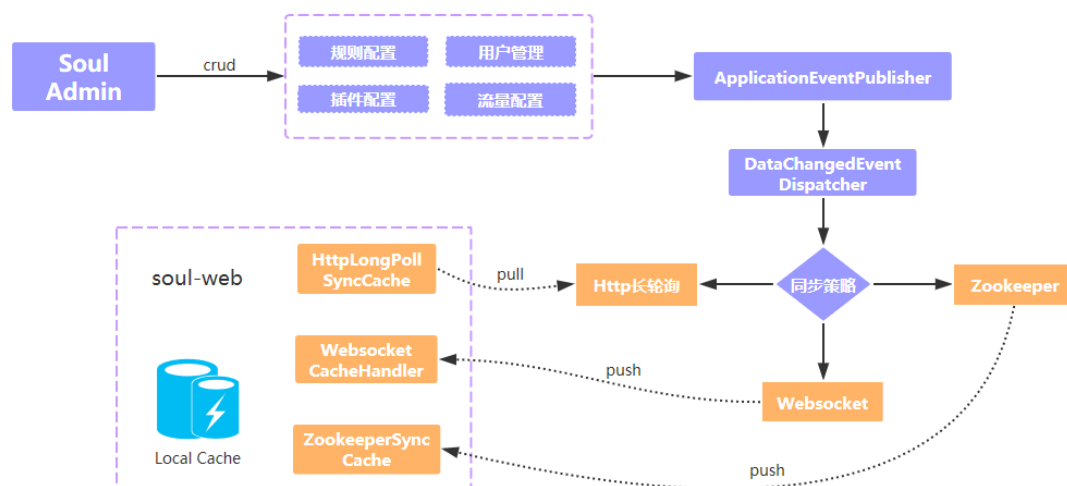 Soul
Admin
crud
规则配置
用户管理
插件配置
流量配置
ApplicationEventPublisher
DataChangedEvent
Dispatcher
soul-web
HttpLongPoll
SyncCache
pull
Http长轮询
同步策略
Zookeeper
Websocket
CacheHandler
push
Websocket
Local Cache
ZookeeperSync
Cache
push